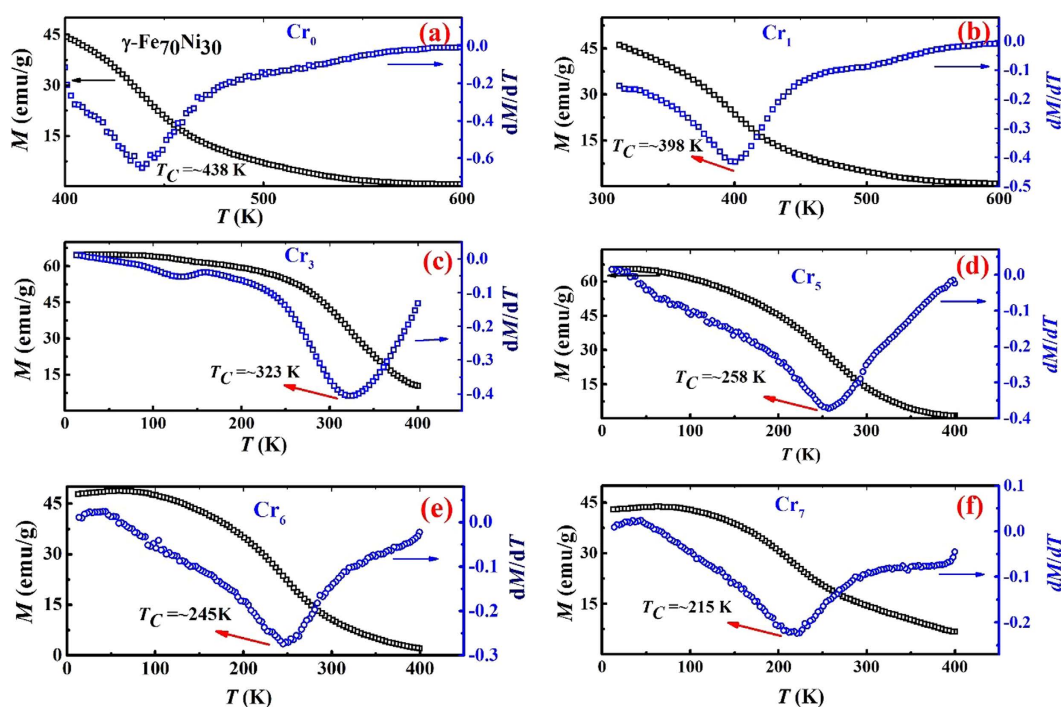 (a)
Cr0
γ-Fe70Ni30
TC =~438 K
M (emu/g)
45
30
15
0.0
-0.2
-0.4
-0.6
dM/dT
400
500
600
T (K)
(b)
Cr1
TC =~398 K
M (emu/g)
45
30
15
0.0
-0.1
-0.2
-0.3
-0.4
-0.5
dM/dT
300
400
500
600
T (K)
(c)
Cr3
TC =~323 K
M (emu/g)
60
45
30
15
0.0
-0.1
-0.2
-0.3
-0.4
dM/dT
0
100
200
300
400
T (K)
(d)
Cr5
TC =~258 K
M (emu/g)
60
45
30
15
0.0
-0.1
-0.2
-0.3
-0.4
dM/dT
0
100
200
300
400
T (K)
(e)
Cr6
TC =~245K
M (emu/g)
45
30
15
0
0.0
-0.1
-0.2
-0.3
dM/dT
0
100
200
300
400
T (K)
(f)
Cr7
TC =~215 K
M (emu/g)
45
30
15
0.1
0.0
-0.1
-0.2
dM/dT
0
100
200
300
400
T (K)